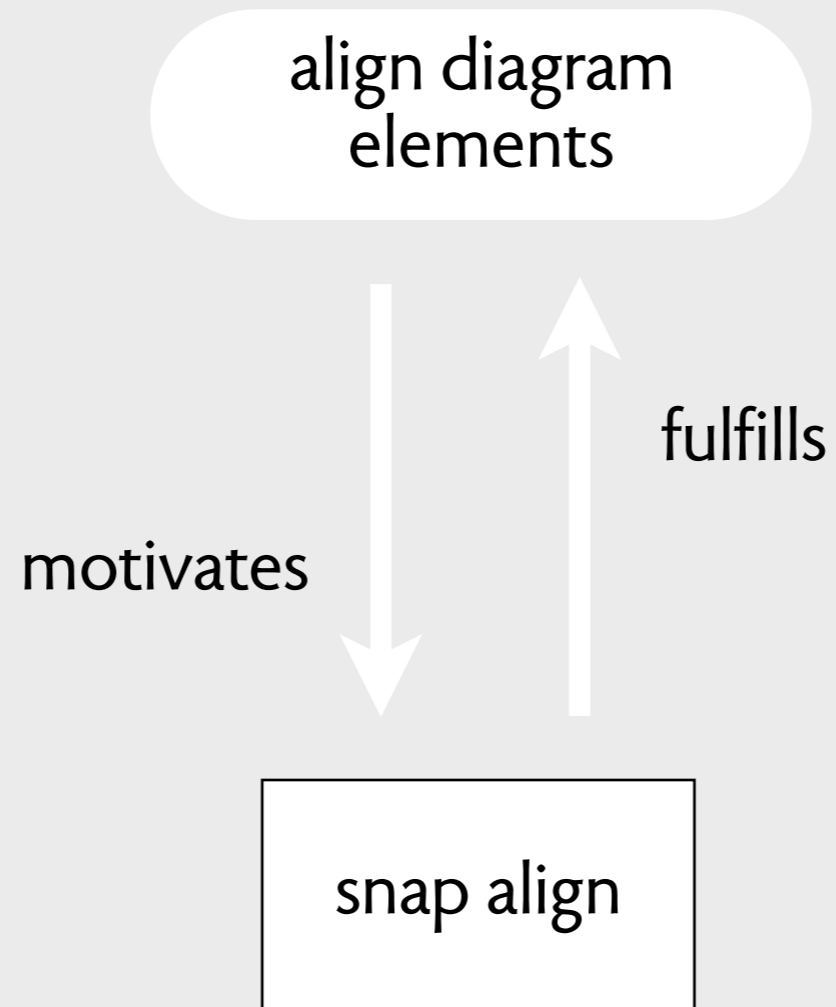 align diagram
elements
fulfills
motivates
snap align